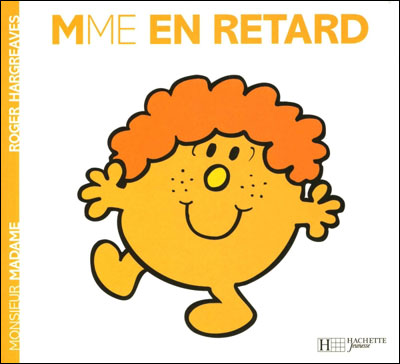 MME EN RETARD
MONSIEUR MADAME ROGER HARGREAVES
H HACHETTE
Jeunesse